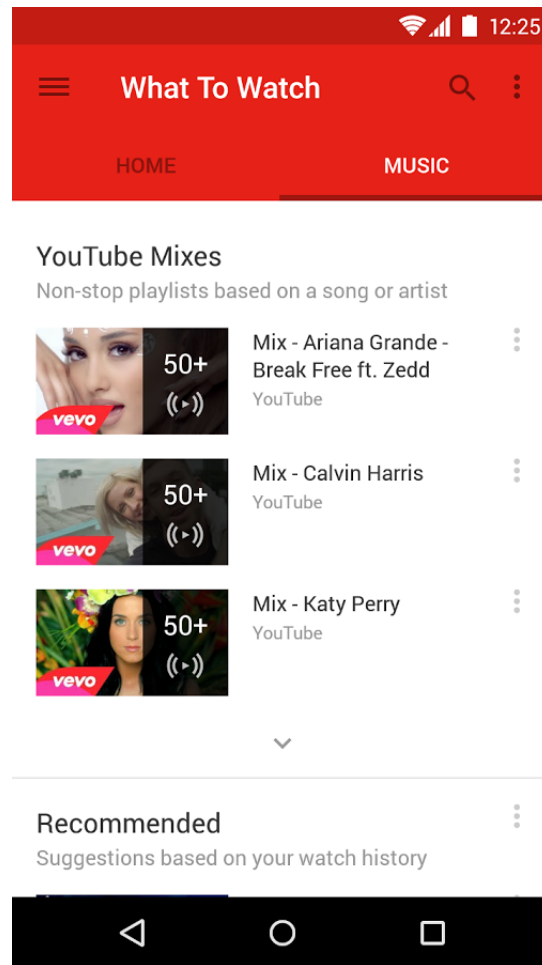 12:25
What To Watch
HOME
MUSIC
YouTube Mixes
Non-stop playlists based on a song or artist
50+
vevo
Mix - Ariana Grande -
Break Free ft. Zedd
YouTube
50+
vevo
Mix - Calvin Harris
YouTube
50+
vevo
Mix - Katy Perry
YouTube
Recommended
Suggestions based on your watch history